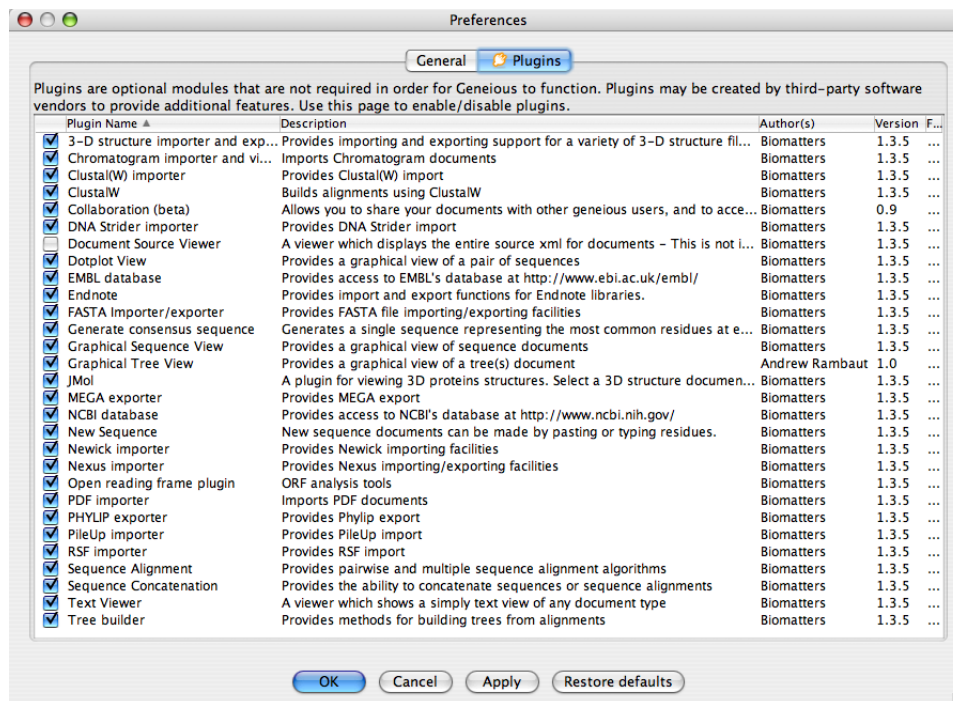 Preferences
General Plugins
Plugins are optional modules that are not required in order for Geneious to function. Plugins may be created by third-party software
vendors to provide additional features. Use this page to enable/disable plugins.
Plugin Name ▲ Description Author(s) Version F...
3-D structure importer and exp... Provides importing and exporting support for a variety of 3-D structure fil... Biomatters 1.3.5 ...
Chromatogram importer and vi... Imports Chromatogram documents Biomatters 1.3.5 ...
Clustal(W) importer Provides Clustal(W) import Biomatters 1.3.5 ...
ClustalW Builds alignments using ClustalW Biomatters 1.3.5 ...
Collaboration (beta) Allows you to share your documents with other geneious users, and to acce... Biomatters 0.9 ...
DNA Strider importer Provides DNA Strider import Biomatters 1.3.5 ...
Document Source Viewer A viewer which displays the entire source xml for documents - This is not i... Biomatters 1.3.5 ...
Dotplot View Provides a graphical view of a pair of sequences Biomatters 1.3.5 ...
EMBL database Provides access to EMBL's database at http://www.ebi.ac.uk/embl/ Biomatters 1.3.5 ...
Endnote Provides import and export functions for Endnote libraries. Biomatters 1.3.5 ...
FASTA Importer/exporter Provides FASTA file importing/exporting facilities Biomatters 1.3.5 ...
Generate consensus sequence Generates a single sequence representing the most common residues at e... Biomatters 1.3.5 ...
Graphical Sequence View Provides a graphical view of sequence documents Biomatters 1.3.5 ...
Graphical Tree View Provides a graphical view of a tree(s) document Andrew Rambaut 1.0 ...
JMol A plugin for viewing 3D proteins structures. Select a 3D structure documen... Biomatters 1.3.5 ...
MEGA exporter Provides MEGA export Biomatters 1.3.5 ...
NCBI database Provides access to NCBI's database at http://www.ncbi.nih.gov/ Biomatters 1.3.5 ...
New Sequence New sequence documents can be made by pasting or typing residues. Biomatters 1.3.5 ...
Newick importer Provides Newick importing facilities Biomatters 1.3.5 ...
Nexus importer Provides Nexus importing/exporting facilities Biomatters 1.3.5 ...
Open reading frame plugin ORF analysis tools Biomatters 1.3.5 ...
PDF importer Imports PDF documents Biomatters 1.3.5 ...
PHYLIP exporter Provides Phylip export Biomatters 1.3.5 ...
PileUp importer Provides PileUp import Biomatters 1.3.5 ...
RSF importer Provides RSF import Biomatters 1.3.5 ...
Sequence Alignment Provides pairwise and multiple sequence alignment algorithms Biomatters 1.3.5 ...
Sequence Concatenation Provides the ability to concatenate sequences or sequence alignments Biomatters 1.3.5 ...
Text Viewer A viewer which shows a simply text view of any document type Biomatters 1.3.5 ...
Tree builder Provides methods for building trees from alignments Biomatters 1.3.5 ...
OK Cancel Apply Restore defaults